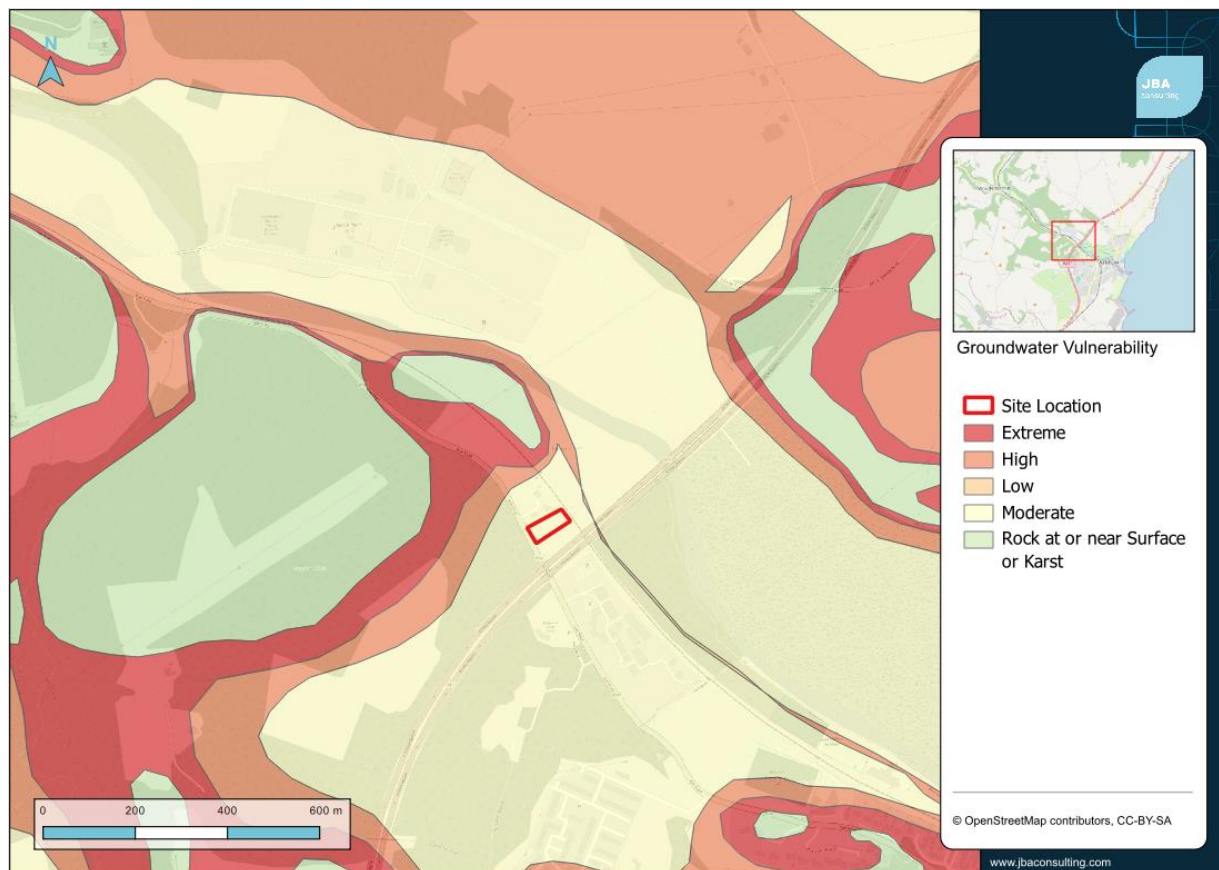 N
JBA
consulting
Groundwater Vulnerability
Site Location
Extreme
High
Low
Moderate
Rock at or near Surface
or Karst
0 200 400 600 m
© OpenStreetMap contributors, CC-BY-SA
www.jbaconsulting.com